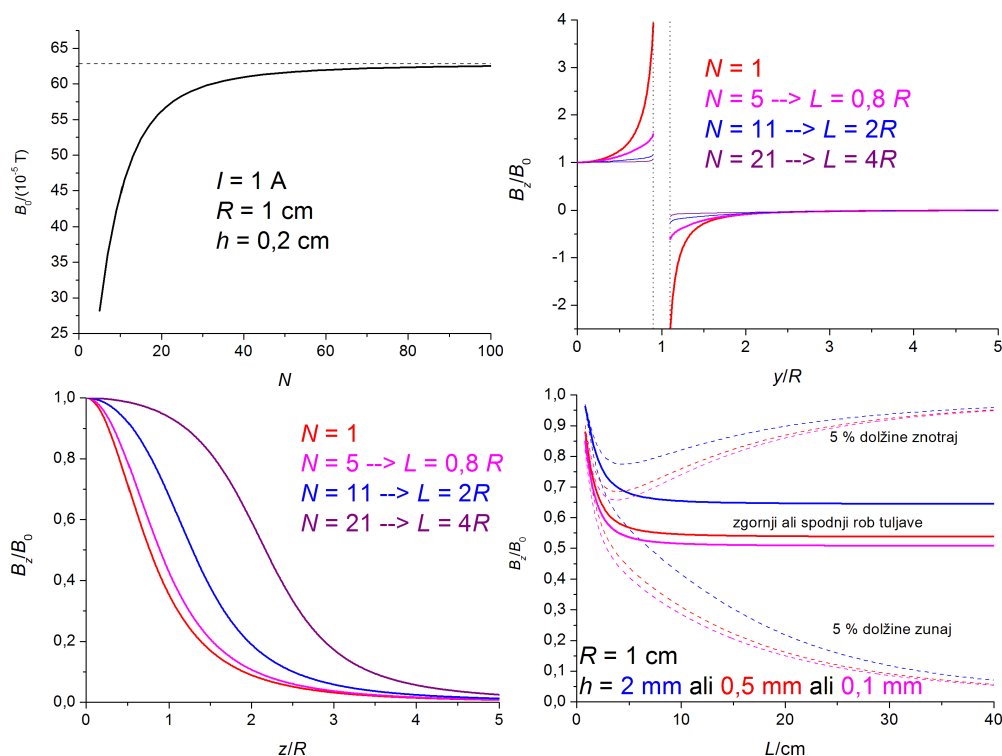 65
60
55
50
45
40
35
30
25
0 20 40 60 80 100
B₀/(10⁻⁵ T)
N
I = 1 A
R = 1 cm
h = 0,2 cm
4
3
2
1
0
-1
-2
0 1 2 3 4 5
B_z/B₀
y/R
N = 1
N = 5 --> L = 0,8 R
N = 11 --> L = 2R
N = 21 --> L = 4R
1,0
0,8
0,6
0,4
0,2
0,0
0 1 2 3 4 5
B_z/B₀
z/R
N = 1
N = 5 --> L = 0,8 R
N = 11 --> L = 2R
N = 21 --> L = 4R
1,0
0,9
0,8
0,7
0,6
0,5
0,4
0,3
0,2
0,1
0,0
0 10 20 30 40
B_z/B₀
L/cm
5 % dolžine znotraj
zgornji ali spodnji rob tuljave
5 % dolžine zunaj
R = 1 cm
h = 2 mm ali 0,5 mm ali 0,1 mm